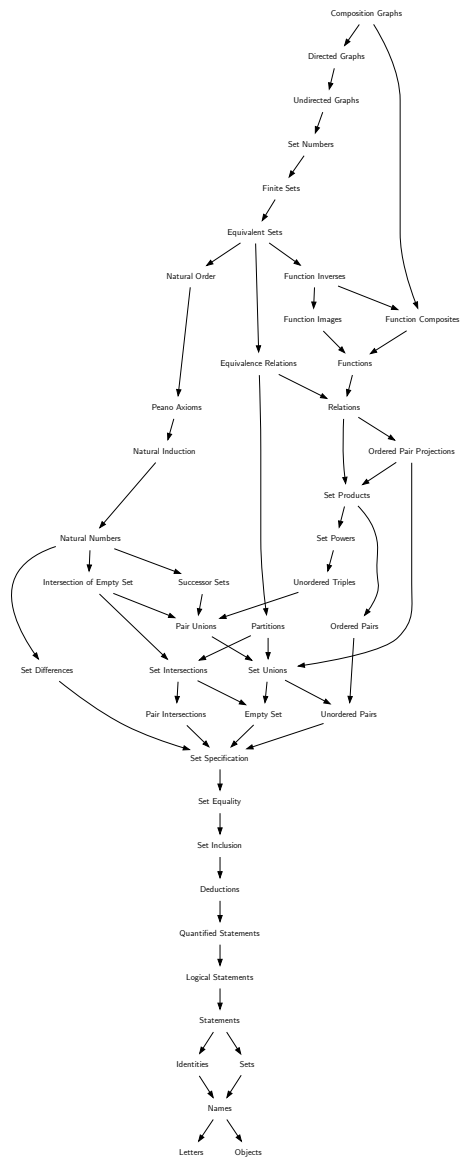 Composition Graphs
Directed Graphs
Undirected Graphs
Set Numbers
Finite Sets
Equivalent Sets
Natural Order
Function Inverses
Function Images
Function Composites
Equivalence Relations
Functions
Peano Axioms
Relations
Natural Induction
Ordered Pair Projections
Set Products
Natural Numbers
Set Powers
Intersection of Empty Set
Successor Sets
Unordered Triples
Pair Unions
Partitions
Ordered Pairs
Set Differences
Set Intersections
Set Unions
Pair Intersections
Empty Set
Unordered Pairs
Set Specification
Set Equality
Set Inclusion
Deductions
Quantified Statements
Logical Statements
Statements
Identities
Sets
Names
Letters
Objects